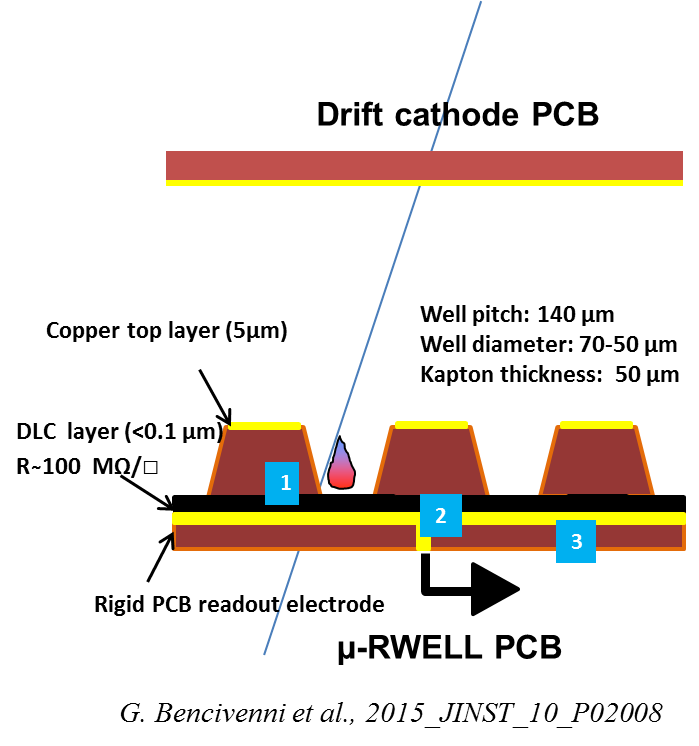 Drift cathode PCB
Well pitch: 140 µm
Well diameter: 70-50 µm
Kapton thickness: 50 µm
Copper top layer (5µm)
DLC layer (<0.1 µm)
R~100 MΩ/□
1
2
3
Rigid PCB readout electrode
µ-RWELL PCB
G. Bencivenni et al., 2015_JINST_10_P02008